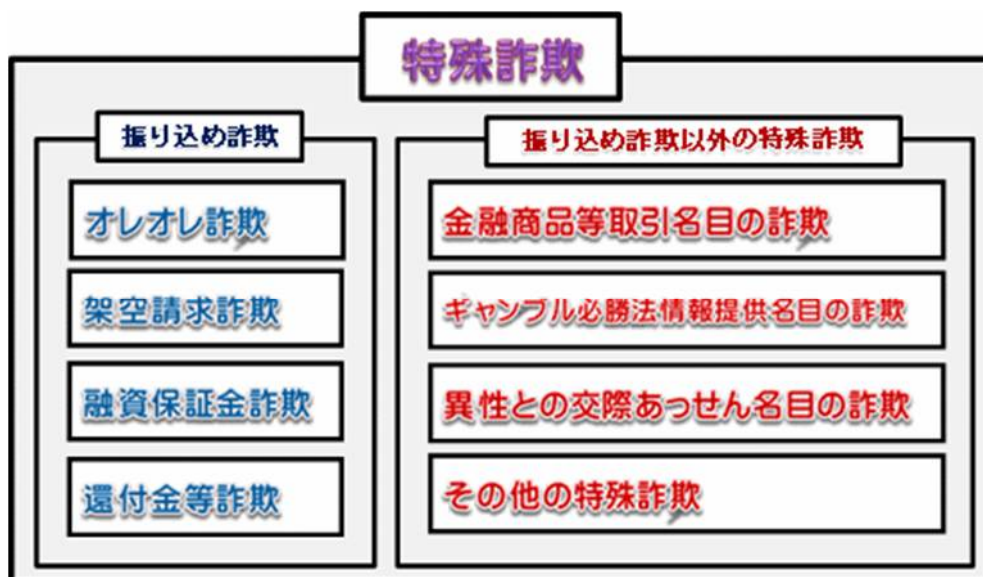 特殊詐欺
振り込め詐欺
オレオレ詐欺
架空請求詐欺
融資保証金詐欺
還付金等詐欺
振り込め詐欺以外の特殊詐欺
金融商品等取引名目の詐欺
ギャンブル必勝法情報提供名目の詐欺
異性との交際あっせん名目の詐欺
その他の特殊詐欺